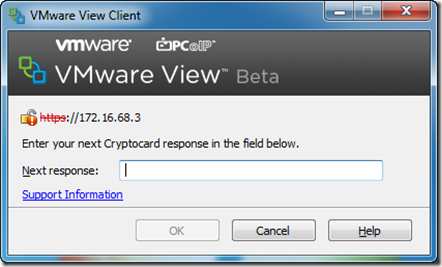 VMware View Client
vmware® PCoIP™
VMware View™ Beta
https://172.16.68.3
Enter your next Cryptocard response in the field below.
Next response:
Support Information
OK Cancel Help